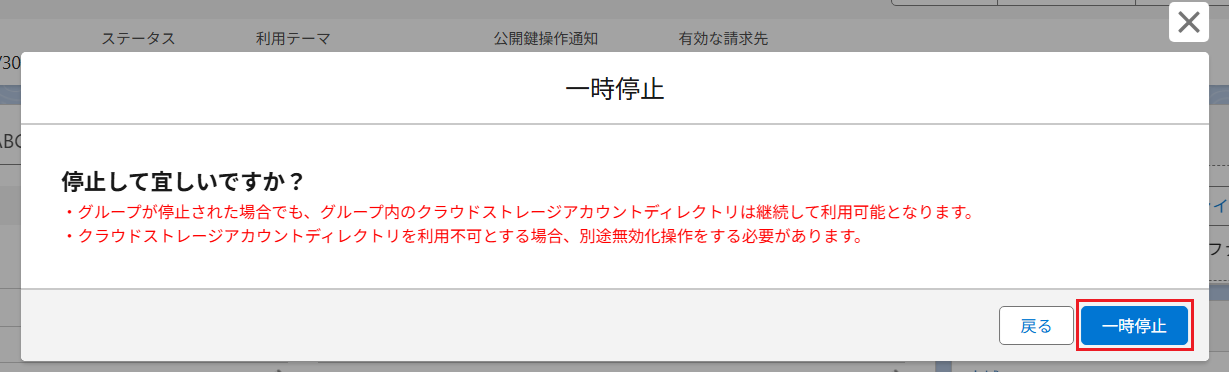 ステータス 利用テーマ 公開鍵操作通知 有効な請求先
/30
一時停止
ABC
停止して宜しいですか？
・グループが停止された場合でも、グループ内のクラウドストレージアカウントディレクトリは継続して利用可能となります。
・クラウドストレージアカウントディレクトリを利用不可とする場合、別途無効化操作をする必要があります。
戻る 一時停止